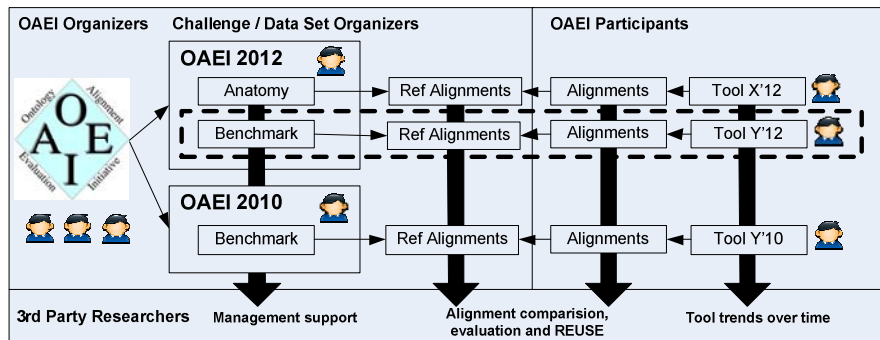 OAEI Organizers
Challenge / Data Set Organizers
OAEI Participants
OAEI 2012
Anatomy
Ref Alignments
Alignments
Tool X'12
Benchmark
Ref Alignments
Alignments
Tool Y'12
Ontology
Alignment
Evaluation
Initiative
O
A E
I
OAEI 2010
Benchmark
Ref Alignments
Alignments
Tool Y'10
3rd Party Researchers
Management support
Alignment comparision,
evaluation and REUSE
Tool trends over time